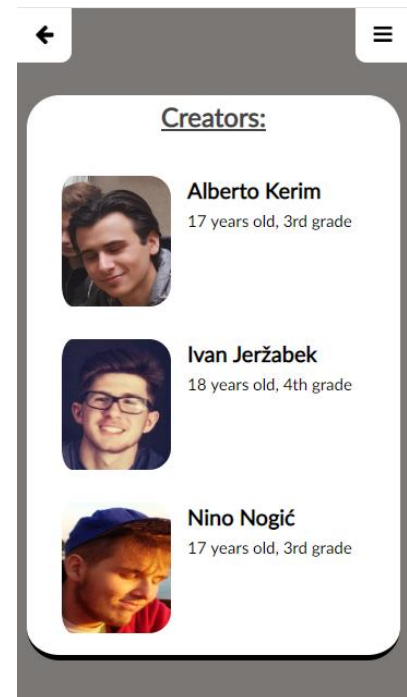 Creators:
Alberto Kerim
17 years old, 3rd grade
Ivan Jeržabek
18 years old, 4th grade
Nino Nogić
17 years old, 3rd grade